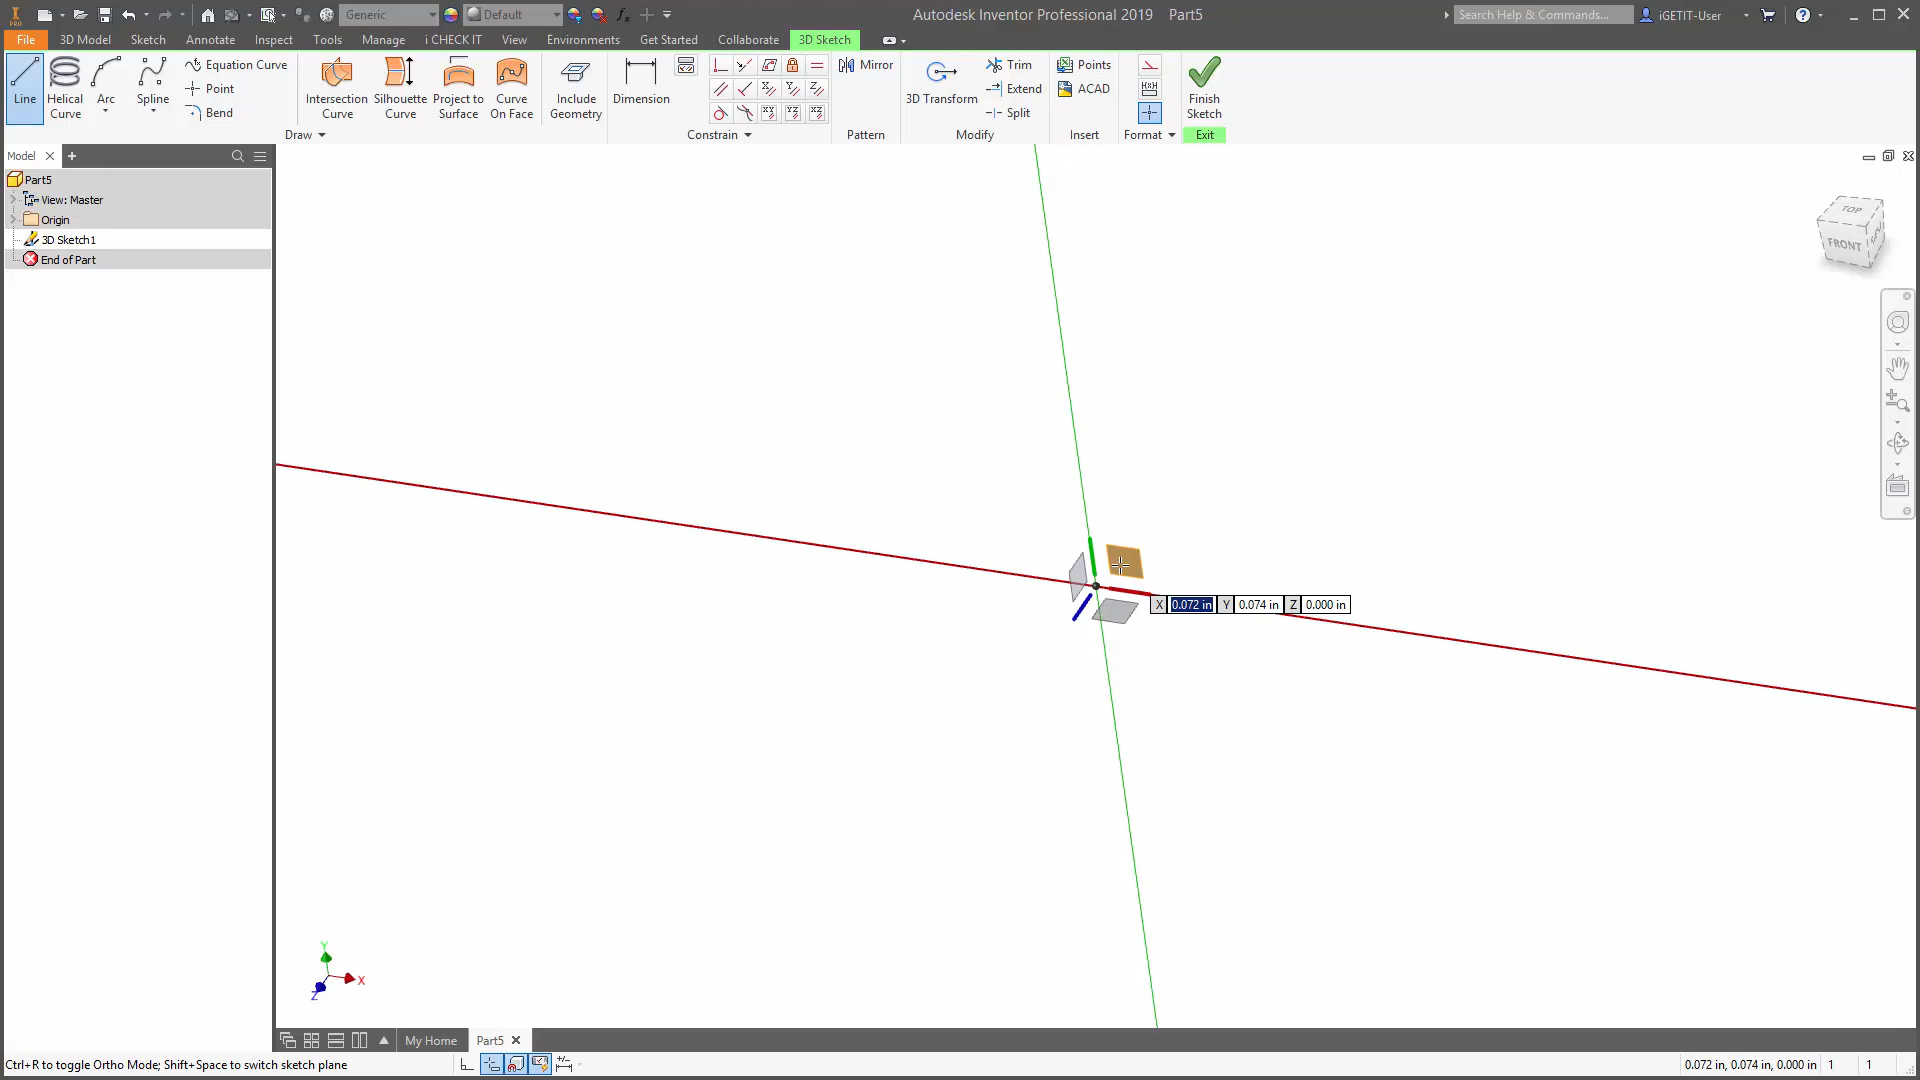 PRO
Generic
Default
Autodesk Inventor Professional 2019 Part5
Search Help & Commands...
iGETIT-User
File 3D Model Sketch Annotate Inspect Tools Manage i CHECK IT View Environments Get Started Collaborate 3D Sketch
Line
Helical Curve
Arc
Spline
Equation Curve
Point
Bend
Draw
Intersection Curve
Silhouette Curve
Project to Surface
Curve On Face
Include Geometry
Dimension
Constrain
Mirror
Pattern
3D Transform
Trim
Extend
Split
Modify
Points
ACAD
Insert
Format
Finish Sketch
Exit
Model
Part5
View: Master
Origin
3D Sketch1
End of Part
TOP
FRONT
X 0.072 in Y 0.074 in Z 0.000 in
Y
X
Z
My Home Part5
Ctrl+R to toggle Ortho Mode; Shift+Space to switch sketch plane
0.072 in, 0.074 in, 0.000 in 1 1